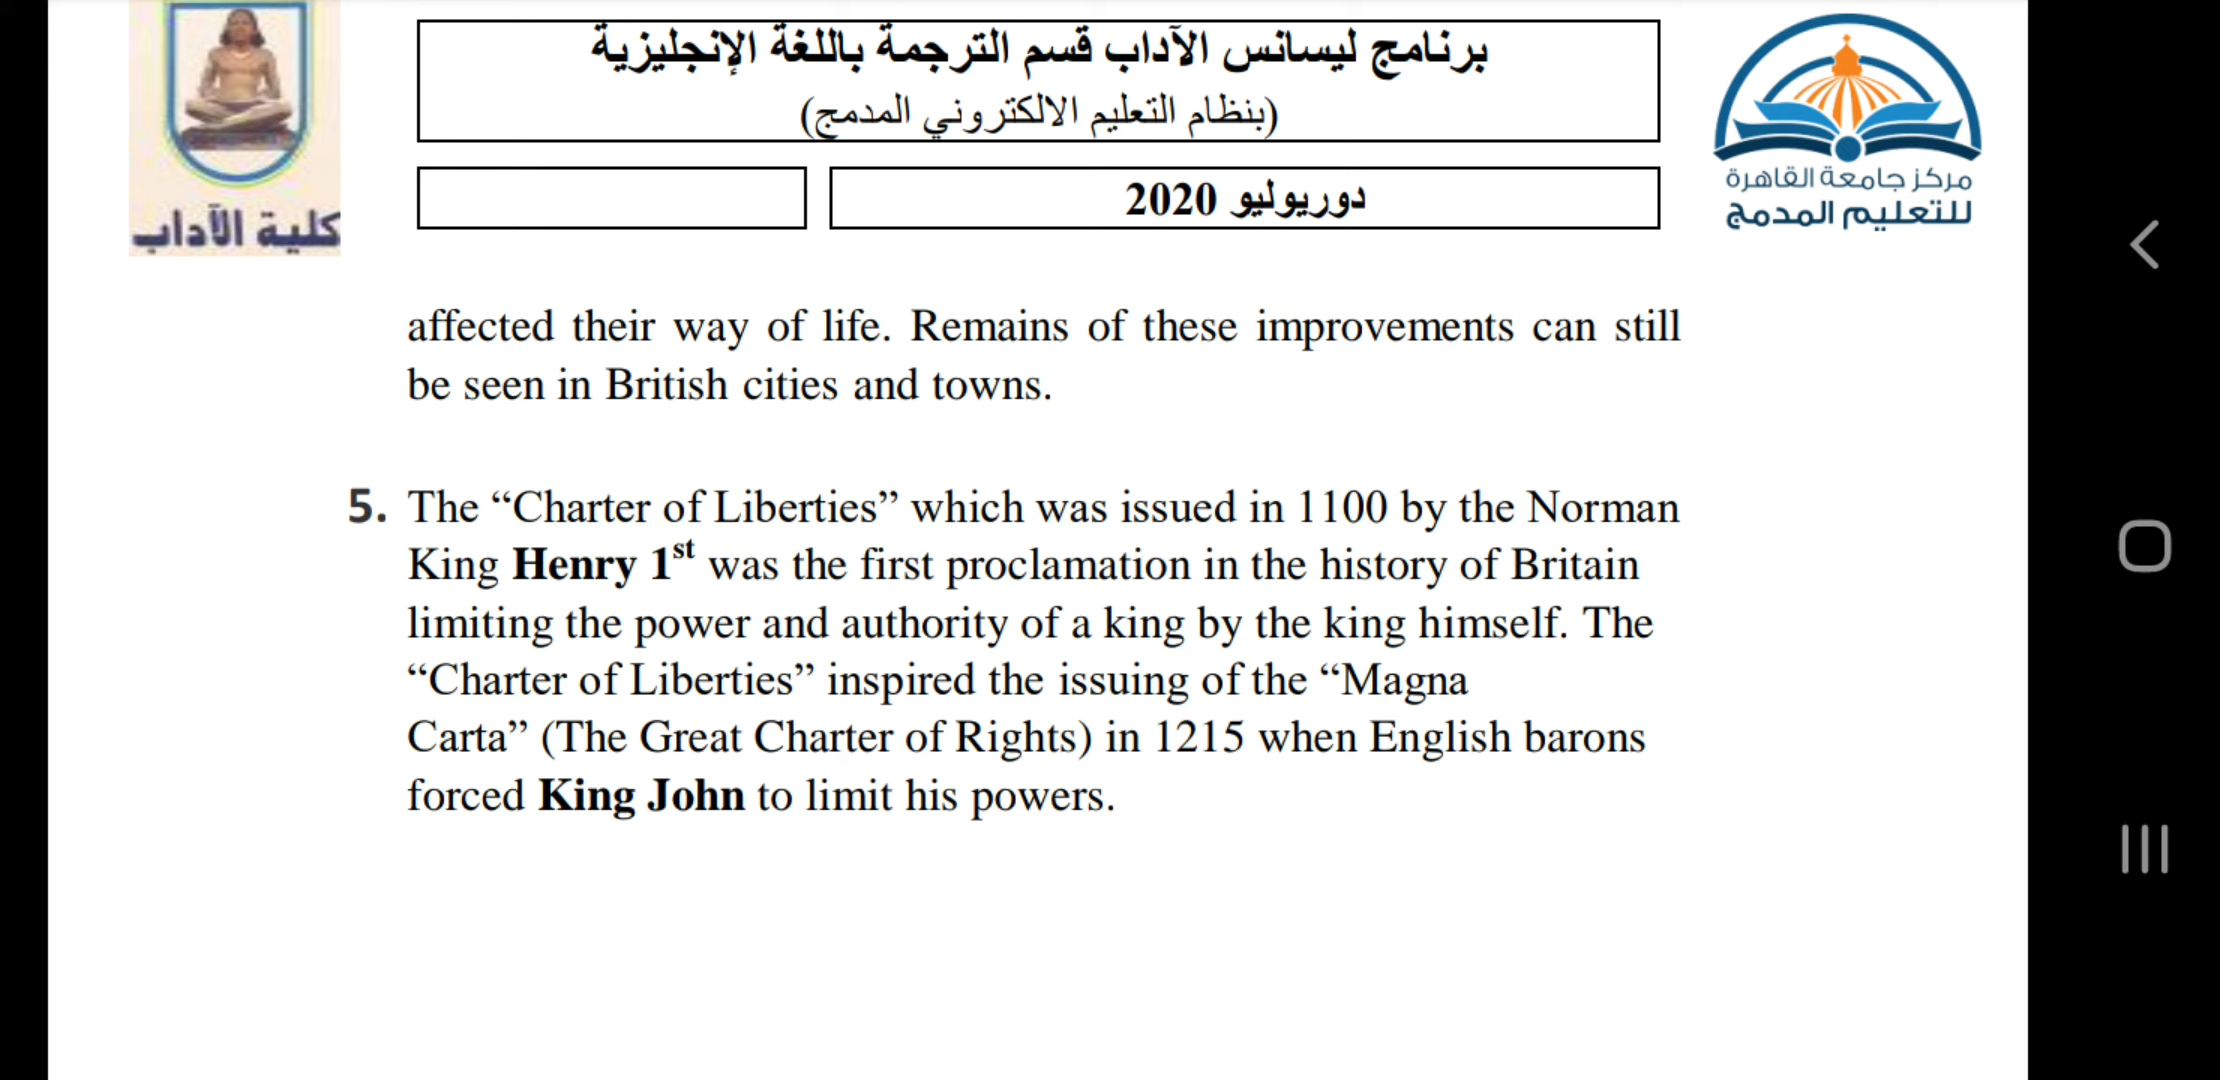 برنامج ليسانس الآداب قسم الترجمة باللغة الإنجليزية
(بنظام التعليم الالكتروني المدمج)
دوريوليو 2020
كلية الآداب
مركز جامعة القاهرة
للتعليم المدمج
affected their way of life. Remains of these improvements can still
be seen in British cities and towns.
5. The “Charter of Liberties” which was issued in 1100 by the Norman
King Henry 1st was the first proclamation in the history of Britain
limiting the power and authority of a king by the king himself. The
“Charter of Liberties” inspired the issuing of the “Magna
Carta” (The Great Charter of Rights) in 1215 when English barons
forced King John to limit his powers.